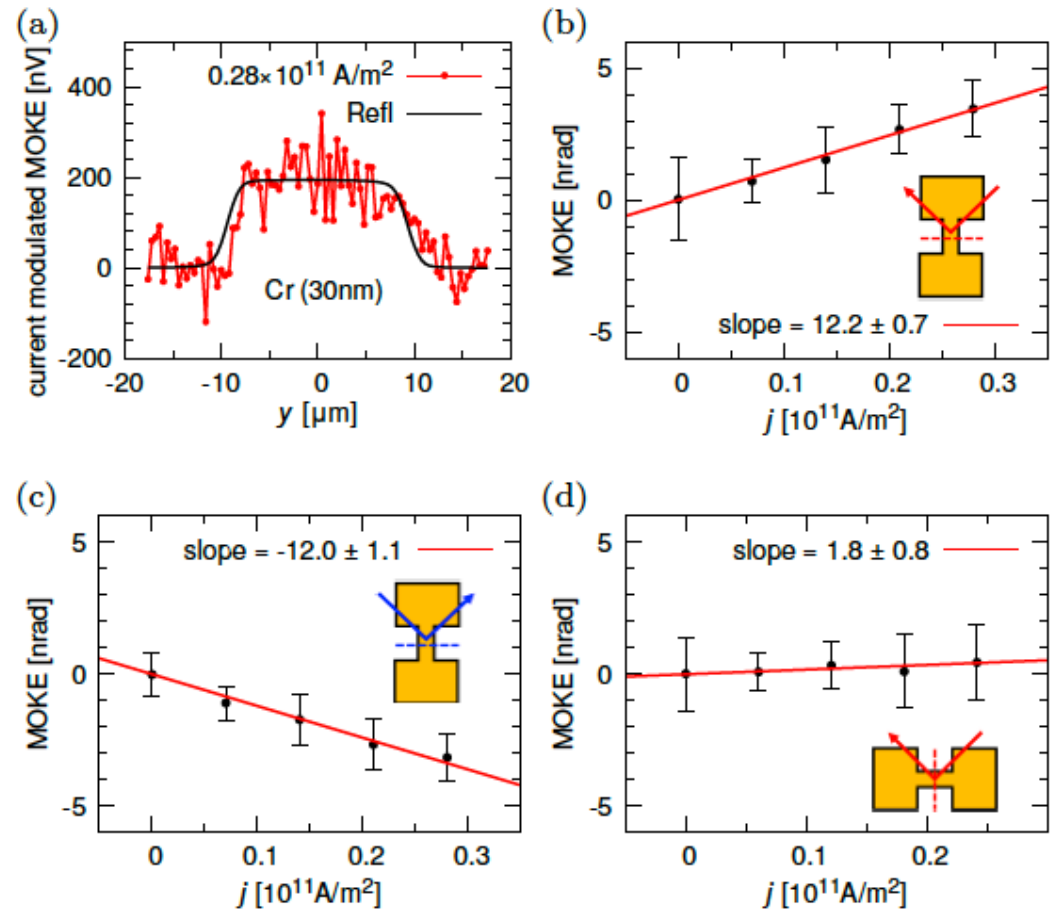 (a)
current modulated MOKE [nV]
400
200
0
-200
0.28×10¹¹ A/m²
Refl
Cr (30nm)
-20 -10 0 10 20
y [µm]
(b)
MOKE [nrad]
5
0
-5
slope = 12.2 ± 0.7
0 0.1 0.2 0.3
j [10¹¹A/m²]
(c)
MOKE [nrad]
5
0
-5
slope = -12.0 ± 1.1
0 0.1 0.2 0.3
j [10¹¹A/m²]
(d)
MOKE [nrad]
5
0
-5
slope = 1.8 ± 0.8
0 0.1 0.2
j [10¹¹A/m²]